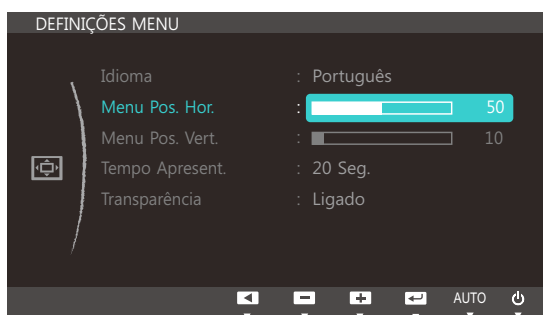 DEFINIÇÕES MENU
Idioma : Português
Menu Pos. Hor. : 50
Menu Pos. Vert. : 10
Tempo Apresent. : 20 Seg.
Transparência : Ligado
AUTO